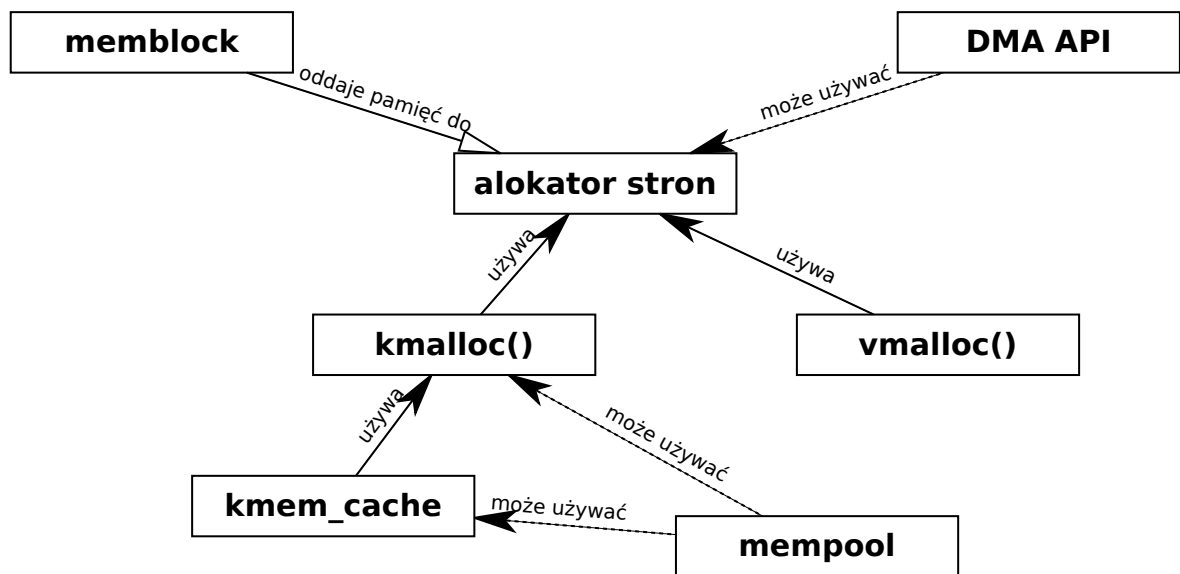 memblock
DMA API
oddaje pamięć do
może używać
alokator stron
używa
używa
kmalloc()
vmalloc()
używa
może używać
kmem_cache
może używać
mempool